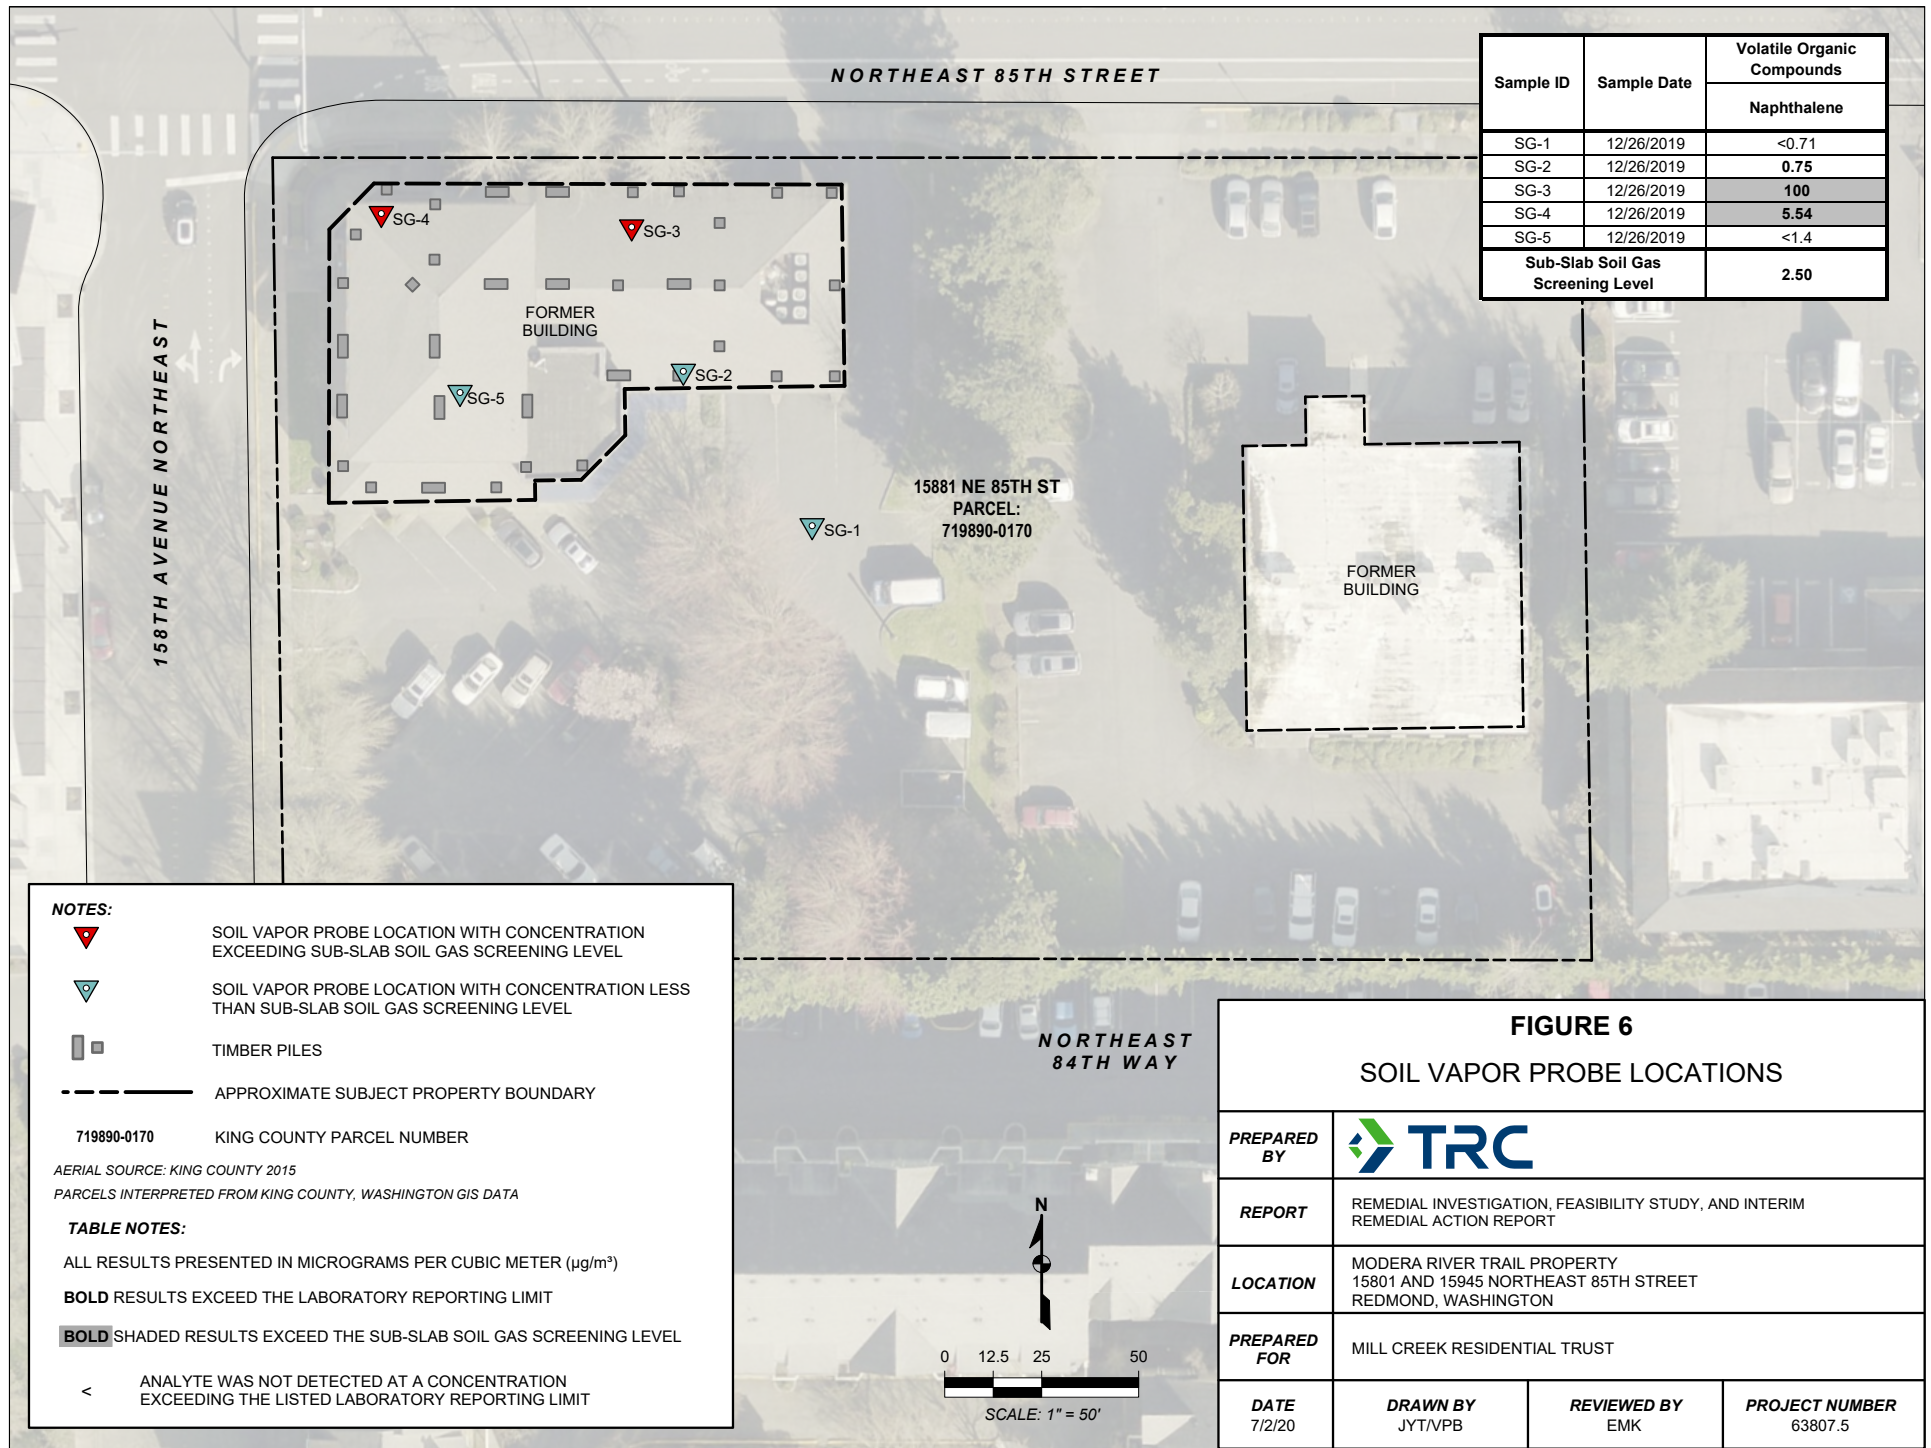 NORTHEAST 85TH STREET
Sample ID
Sample Date
Volatile Organic
Compounds
Naphthalene
SG-1 12/26/2019 <0.71
SG-2 12/26/2019 0.75
SG-3 12/26/2019 100
SG-4 12/26/2019 5.54
SG-5 12/26/2019 <1.4
Sub-Slab Soil Gas
Screening Level
2.50
158TH AVENUE NORTHEAST
SG-4
SG-3
FORMER
BUILDING
SG-2
SG-5
15881 NE 85TH ST
PARCEL:
719890-0170
SG-1
FORMER
BUILDING
NORTHEAST
84TH WAY
NOTES:
SOIL VAPOR PROBE LOCATION WITH CONCENTRATION
EXCEEDING SUB-SLAB SOIL GAS SCREENING LEVEL
SOIL VAPOR PROBE LOCATION WITH CONCENTRATION LESS
THAN SUB-SLAB SOIL GAS SCREENING LEVEL
TIMBER PILES
APPROXIMATE SUBJECT PROPERTY BOUNDARY
719890-0170 KING COUNTY PARCEL NUMBER
AERIAL SOURCE: KING COUNTY 2015
PARCELS INTERPRETED FROM KING COUNTY, WASHINGTON GIS DATA
TABLE NOTES:
ALL RESULTS PRESENTED IN MICROGRAMS PER CUBIC METER (µg/m³)
BOLD RESULTS EXCEED THE LABORATORY REPORTING LIMIT
BOLD SHADED RESULTS EXCEED THE SUB-SLAB SOIL GAS SCREENING LEVEL
< ANALYTE WAS NOT DETECTED AT A CONCENTRATION
EXCEEDING THE LISTED LABORATORY REPORTING LIMIT
N
0 12.5 25 50
SCALE: 1" = 50'
FIGURE 6
SOIL VAPOR PROBE LOCATIONS
PREPARED
BY
TRC
REPORT
REMEDIAL INVESTIGATION, FEASIBILITY STUDY, AND INTERIM
REMEDIAL ACTION REPORT
LOCATION
MODERA RIVER TRAIL PROPERTY
15801 AND 15945 NORTHEAST 85TH STREET
REDMOND, WASHINGTON
PREPARED
FOR
MILL CREEK RESIDENTIAL TRUST
DATE
7/2/20
DRAWN BY
JYT/VPB
REVIEWED BY
EMK
PROJECT NUMBER
63807.5